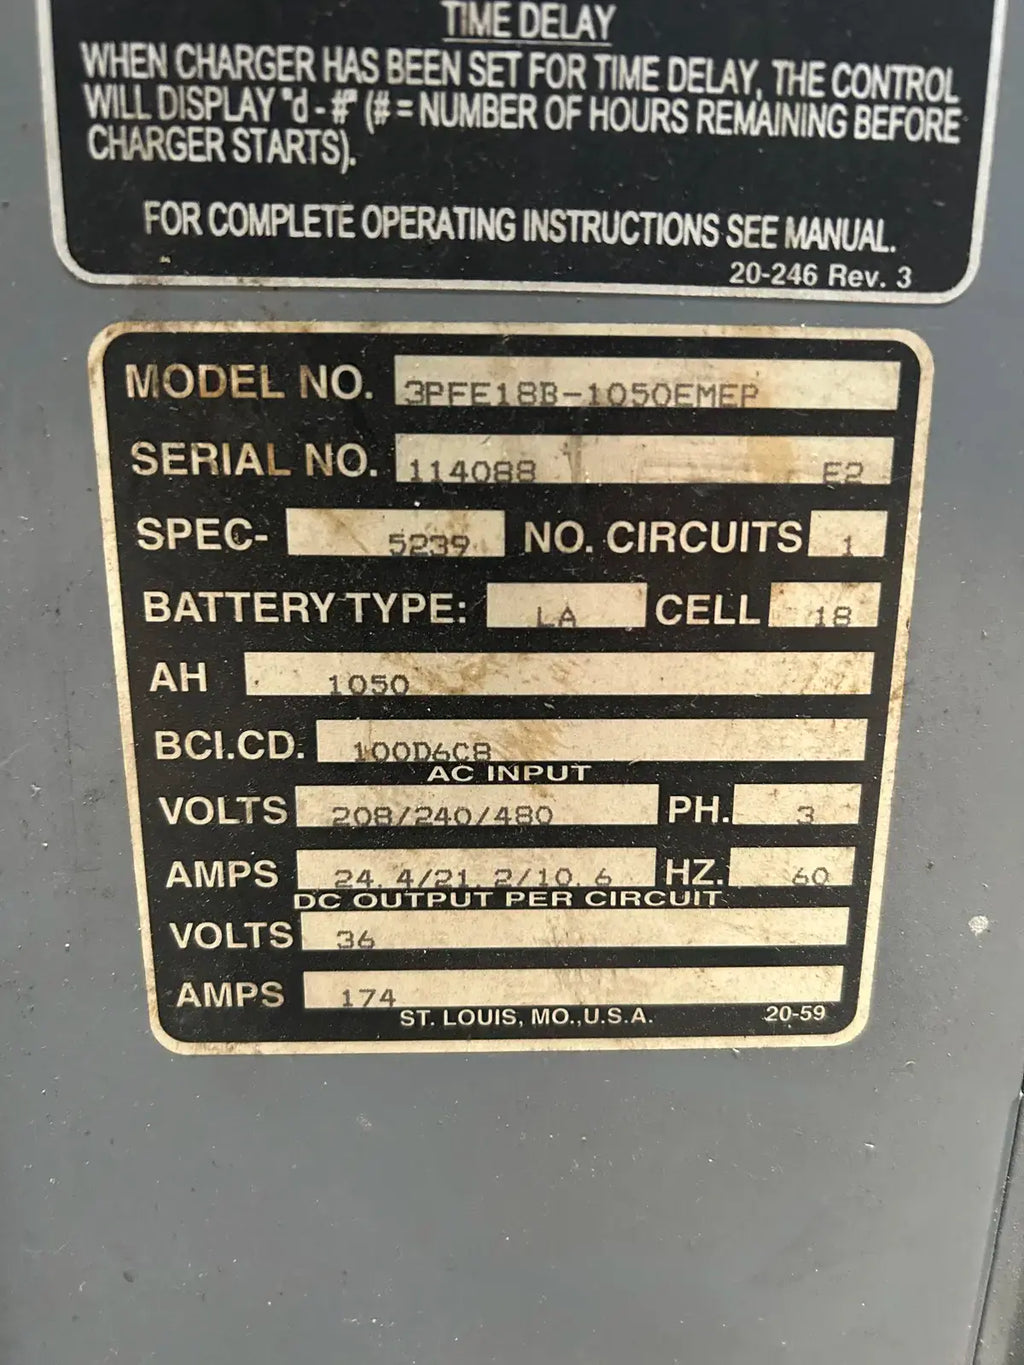 TIME DELAY
WHEN CHARGER HAS BEEN SET FOR TIME DELAY, THE CONTROL
WILL DISPLAY "d - #" (# = NUMBER OF HOURS REMAINING BEFORE
CHARGER STARTS).
FOR COMPLETE OPERATING INSTRUCTIONS SEE MANUAL.
20-246 Rev. 3
MODEL NO. 3PFE18B-1050EMEP
SERIAL NO. 114088 E2
SPEC- 5239 NO. CIRCUITS 1
BATTERY TYPE: LA CELL 18
AH 1050
BCI.CD. 100D6C8
AC INPUT
VOLTS 208/240/480 PH. 3
AMPS 24.4/21.2/10.6 HZ. 60
DC OUTPUT PER CIRCUIT
VOLTS 36
AMPS 174
ST. LOUIS, MO., U.S.A. 20-59